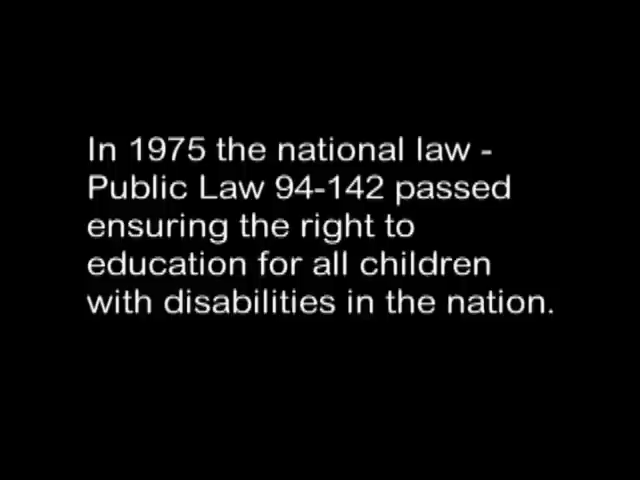 In 1975 the national law -
Public Law 94-142 passed
ensuring the right to
education for all children
with disabilities in the nation.